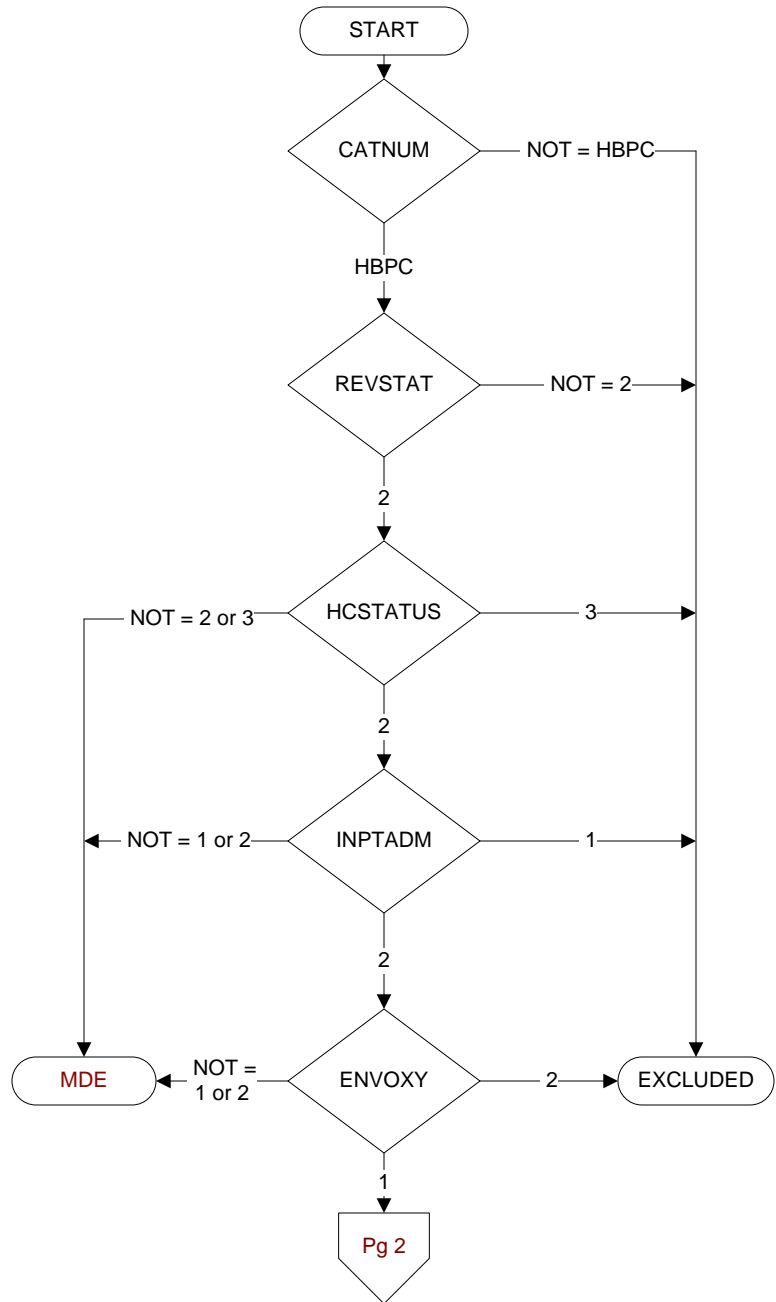 START
CATNUM
NOT = HBPC
HBPC
REVSTAT
NOT = 2
2
NOT = 2 or 3
HCSTATUS
3
2
NOT = 1 or 2
INPTADM
1
2
MDE
NOT =
1 or 2
ENVOXY
2
EXCLUDED
1
Pg 2